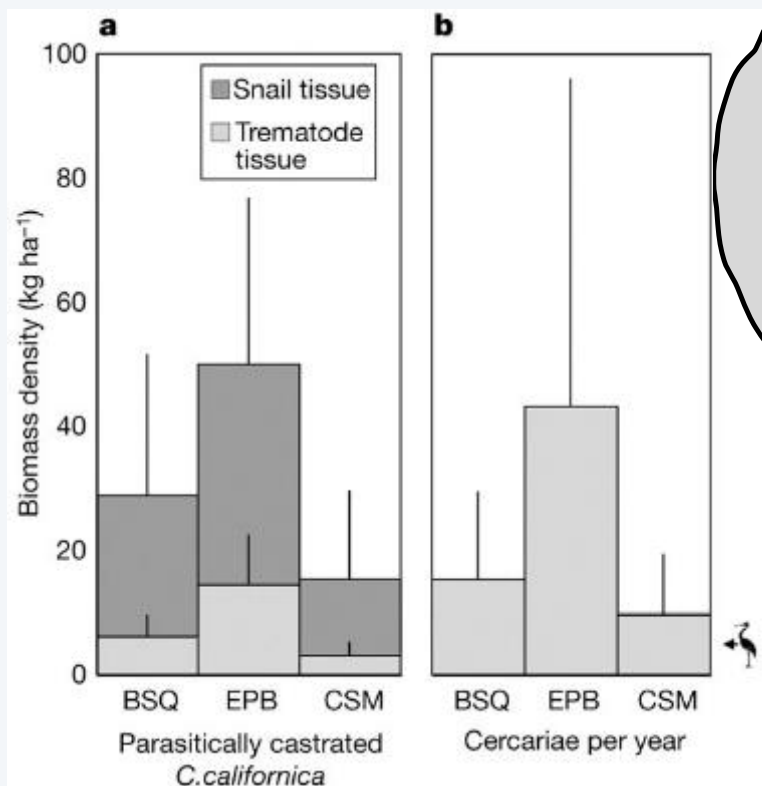 a
b
100
80
60
40
20
0
Biomass density (kg ha⁻¹)
Snail tissue
Trematode
tissue
BSQ EPB CSM
Parasitically castrated
C.californica
BSQ EPB CSM
Cercariae per year